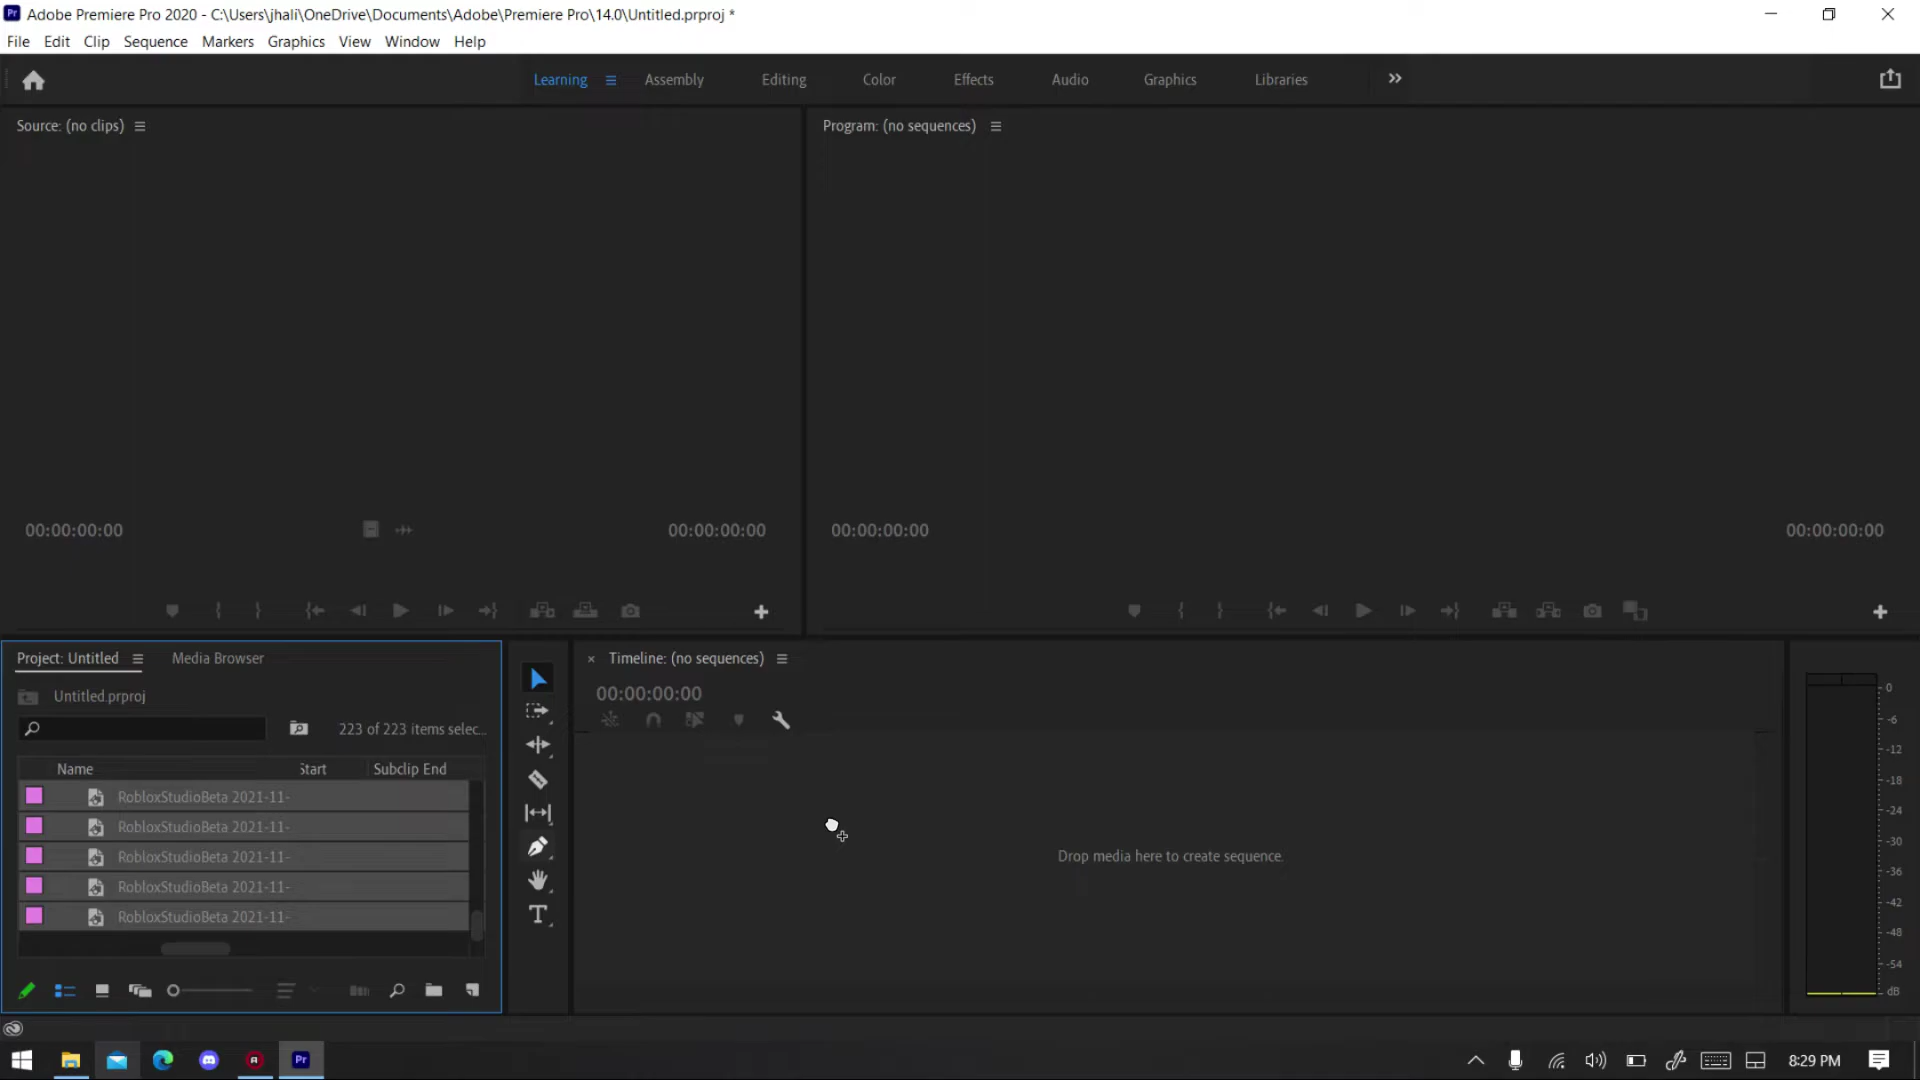 Adobe Premiere Pro 2020 - C:\Users\jhali\OneDrive\Documents\Adobe\Premiere Pro\14.0\Untitled.prproj *
File Edit Clip Sequence Markers Graphics View Window Help
Learning Assembly Editing Color Effects Audio Graphics Libraries
Source: (no clips)
Program: (no sequences)
00:00:00:00
00:00:00:00
00:00:00:00
00:00:00:00
Project: Untitled
Media Browser
Untitled.prproj
223 of 223 items selec...
Name Start Subclip End
RobloxStudioBeta 2021-11-
RobloxStudioBeta 2021-11-
RobloxStudioBeta 2021-11-
RobloxStudioBeta 2021-11-
RobloxStudioBeta 2021-11-
Timeline: (no sequences)
00:00:00:00
Drop media here to create sequence.
0
-6
-12
-18
-24
-30
-36
-42
-48
-54
dB
Pr
8:29 PM